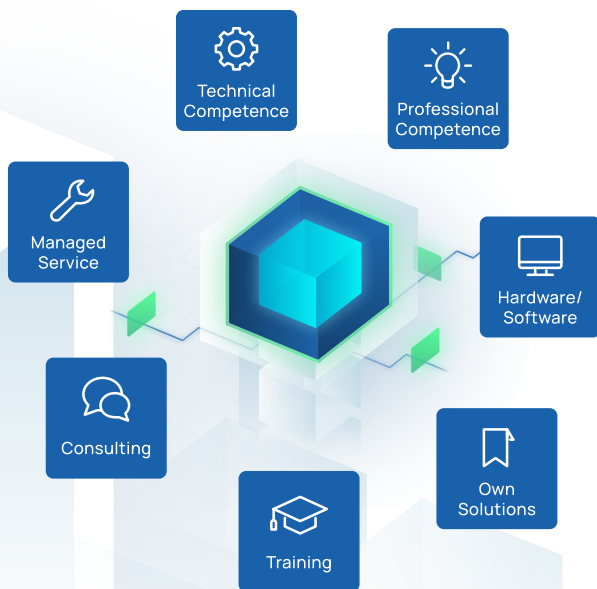 Technical
Competence
Professional
Competence
Managed
Service
Hardware/
Software
Consulting
Own
Solutions
Training